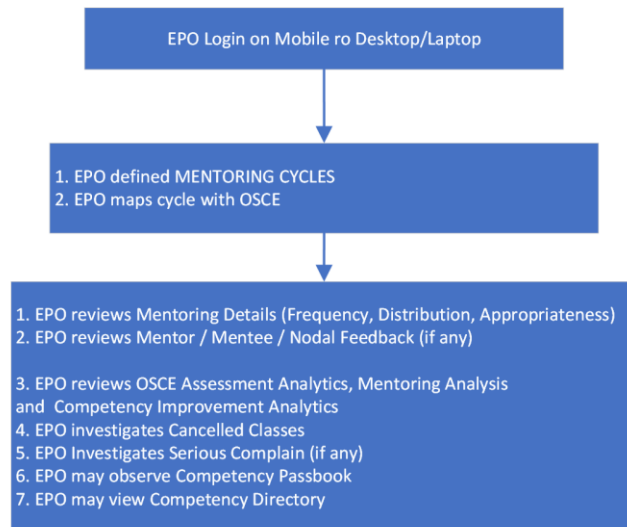 EPO Login on Mobile ro Desktop/Laptop
1. EPO defined MENTORING CYCLES
2. EPO maps cycle with OSCE
1. EPO reviews Mentoring Details (Frequency, Distribution, Appropriateness)
2. EPO reviews Mentor / Mentee / Nodal Feedback (if any)
3. EPO reviews OSCE Assessment Analytics, Mentoring Analysis
and Competency Improvement Analytics
4. EPO investigates Cancelled Classes
5. EPO Investigates Serious Complain (if any)
6. EPO may observe Competency Passbook
7. EPO may view Competency Directory